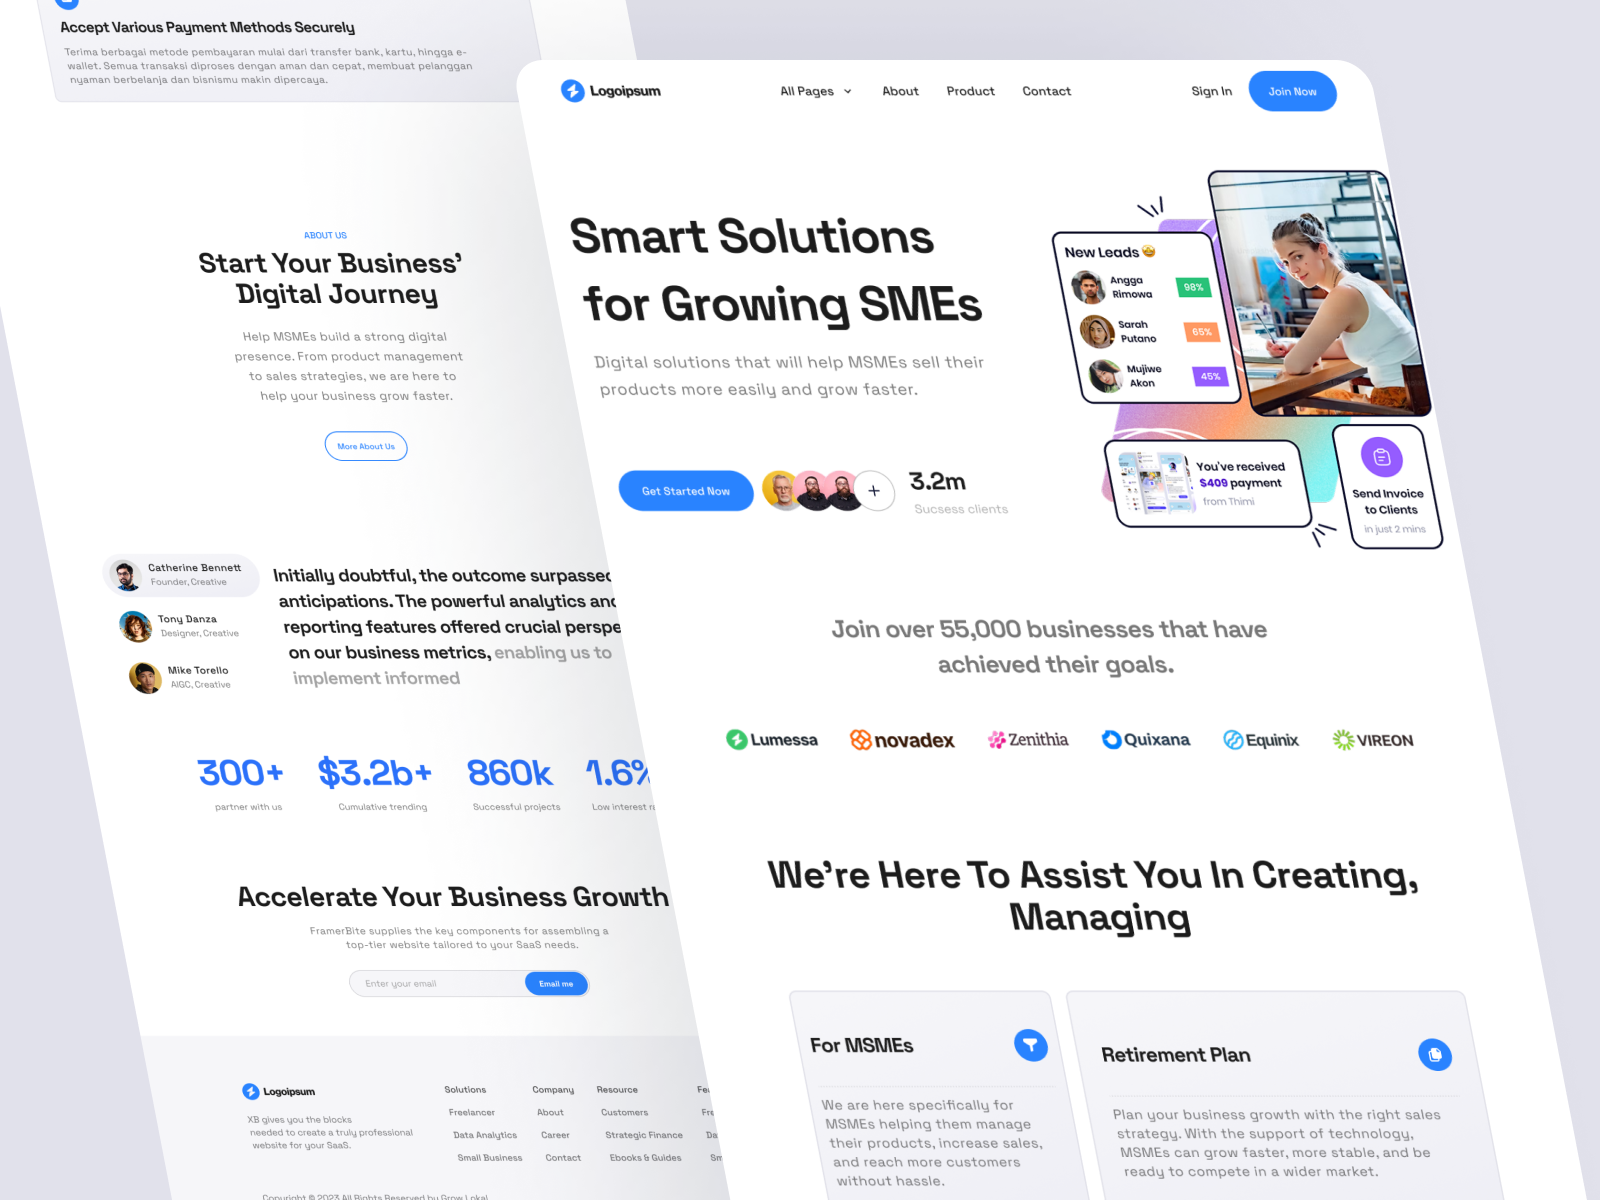 Accept Various Payment Methods Securely
Terima berbagai metode pembayaran mulai dari transfer bank, kartu, hingga e-
wallet. Semua transaksi diproses dengan aman dan cepat, membuat pelanggan
nyaman berbelanja dan bisnismu makin dipercaya.
ABOUT US
Start Your Business'
Digital Journey
Help MSMEs build a strong digital
presence. From product management
to sales strategies, we are here to
help your business grow faster.
More About Us
Catherine Bennett
Founder, Creative
Tony Danza
Designer, Creative
Mike Torello
AIGC, Creative
Initially doubtful, the outcome surpassed
anticipations. The powerful analytics and
reporting features offered crucial perspe
on our business metrics, enabling us to
implement informed
300+
partner with us
$3.2b+
Cumulative trending
860k
Successful projects
1.6%
Low interest
Accelerate Your Business Growth
FramerBite supplies the key components for assembling a
top-tier website tailored to your SaaS needs.
Enter your email
Email me
Logoipsum
XB gives you the blocks
needed to create a truly professional
website for your SaaS.
Solutions
Freelancer
Data Analytics
Small Business
Company
About
Career
Contact
Resource
Customers
Strategic Finance
Ebooks & Guides
Copyright © 2023 All Rights Reserved by Grow Lokal
Logoipsum
All Pages
About
Product
Contact
Sign In
Join Now
Smart Solutions
for Growing SMEs
Digital solutions that will help MSMEs sell their
products more easily and grow faster.
Get Started Now
3.2m
Sucsess clients
New Leads 🤩
Angga
Rimowa
98%
Sarah
Putano
65%
Mujiwe
Akon
45%
You've received
$409 payment
from Thimi
Send Invoice
to Clients
in just 2 mins
Join over 55,000 businesses that have
achieved their goals.
Lumessa
novadex
Zenithia
Quixana
Equinix
VIREON
We're Here To Assist You In Creating,
Managing
For MSMEs
We are here specifically for
MSMEs helping them manage
their products, increase sales,
and reach more customers
without hassle.
Retirement Plan
Plan your business growth with the right sales
strategy. With the support of technology,
MSMEs can grow faster, more stable, and be
ready to compete in a wider market.